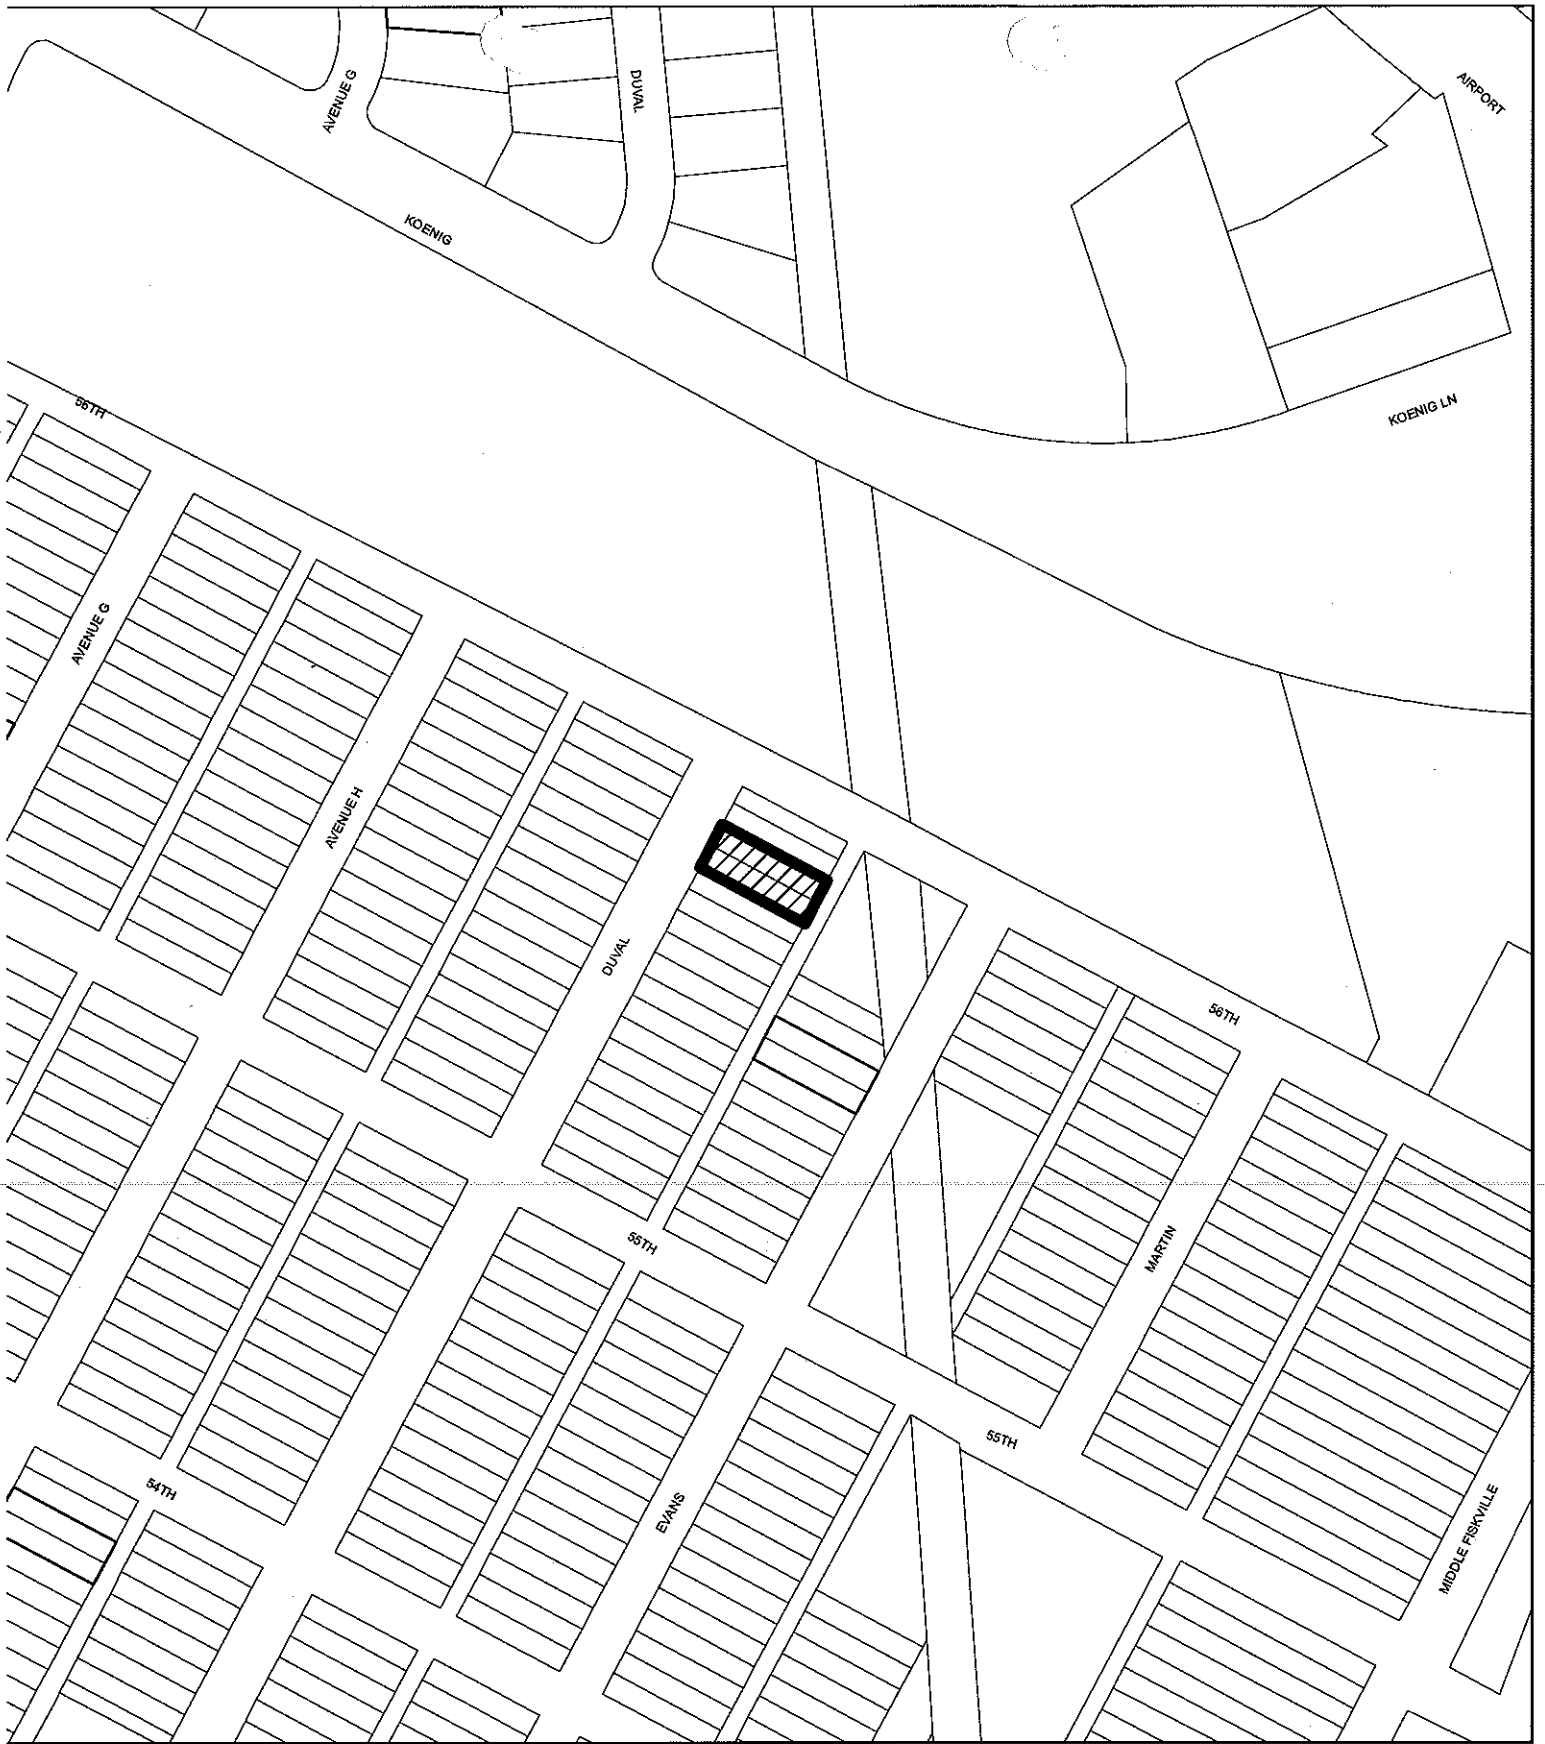 AVENUE G
DUVAL
AIRPORT
KOENIG
KOENIG LN
56TH
AVENUE G
AVENUE H
DUVAL
56TH
55TH
MARTIN
55TH
54TH
EVANS
MIDDLE FISKVILLE